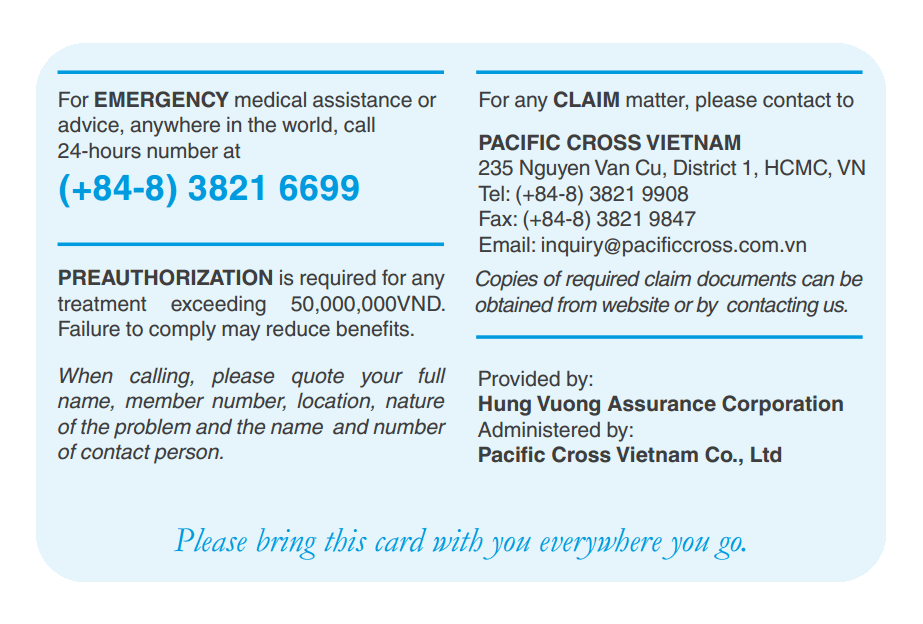 For EMERGENCY medical assistance or
advice, anywhere in the world, call
24-hours number at
(+84-8) 3821 6699
PREAUTHORIZATION is required for any
treatment exceeding 50,000,000VND.
Failure to comply may reduce benefits.
When calling, please quote your full
name, member number, location, nature
of the problem and the name and number
of contact person.
For any CLAIM matter, please contact to
PACIFIC CROSS VIETNAM
235 Nguyen Van Cu, District 1, HCMC, VN
Tel: (+84-8) 3821 9908
Fax: (+84-8) 3821 9847
Email: inquiry@pacificcross.com.vn
Copies of required claim documents can be
obtained from website or by contacting us.
Provided by:
Hung Vuong Assurance Corporation
Administered by:
Pacific Cross Vietnam Co., Ltd
Please bring this card with you everywhere you go.